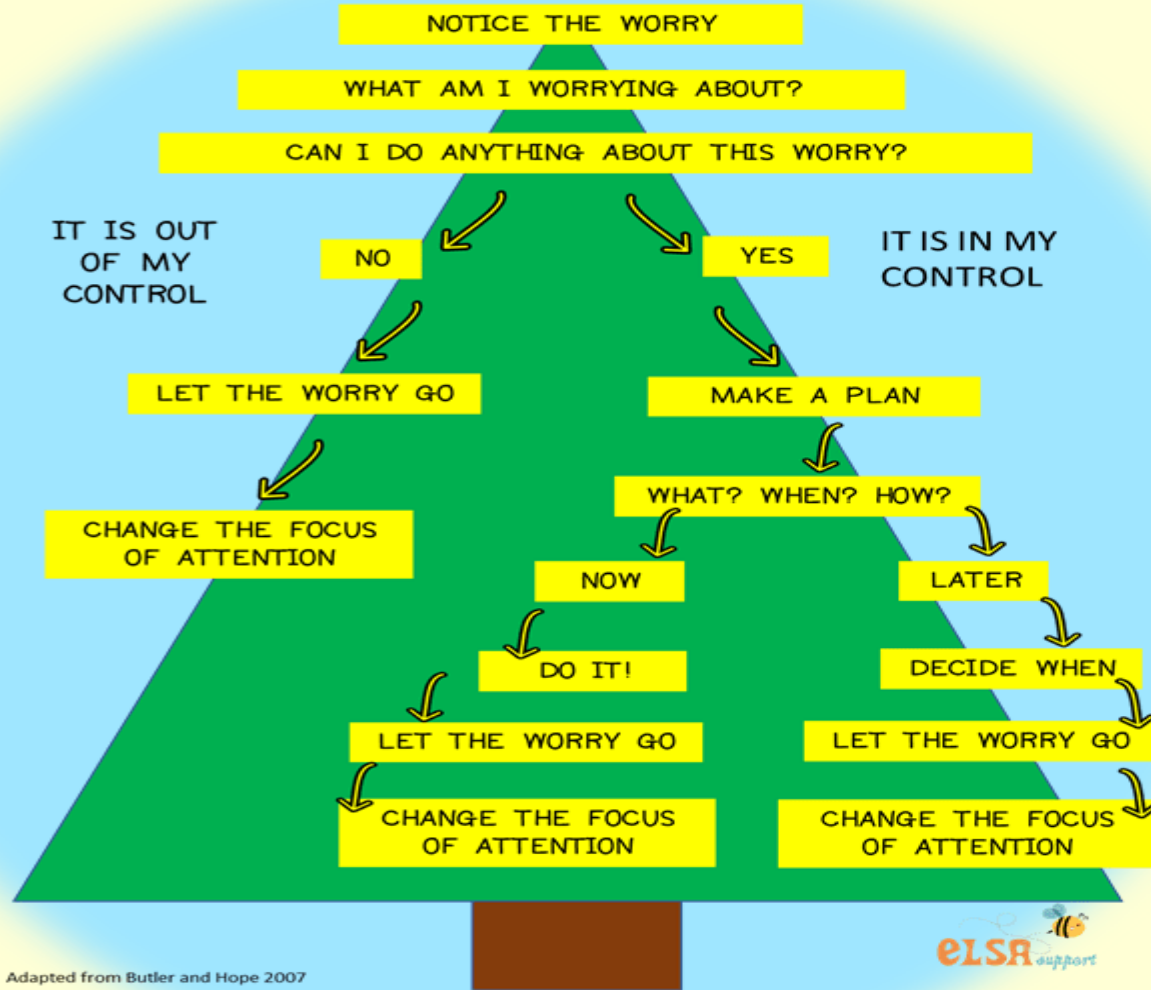 NOTICE THE WORRY
WHAT AM I WORRYING ABOUT?
CAN I DO ANYTHING ABOUT THIS WORRY?
IT IS OUT
OF MY
CONTROL
NO
YES
IT IS IN MY
CONTROL
LET THE WORRY GO
MAKE A PLAN
CHANGE THE FOCUS
OF ATTENTION
WHAT? WHEN? HOW?
NOW
LATER
DO IT!
DECIDE WHEN
LET THE WORRY GO
LET THE WORRY GO
CHANGE THE FOCUS
OF ATTENTION
CHANGE THE FOCUS
OF ATTENTION
eLSA support
Adapted from Butler and Hope 2007